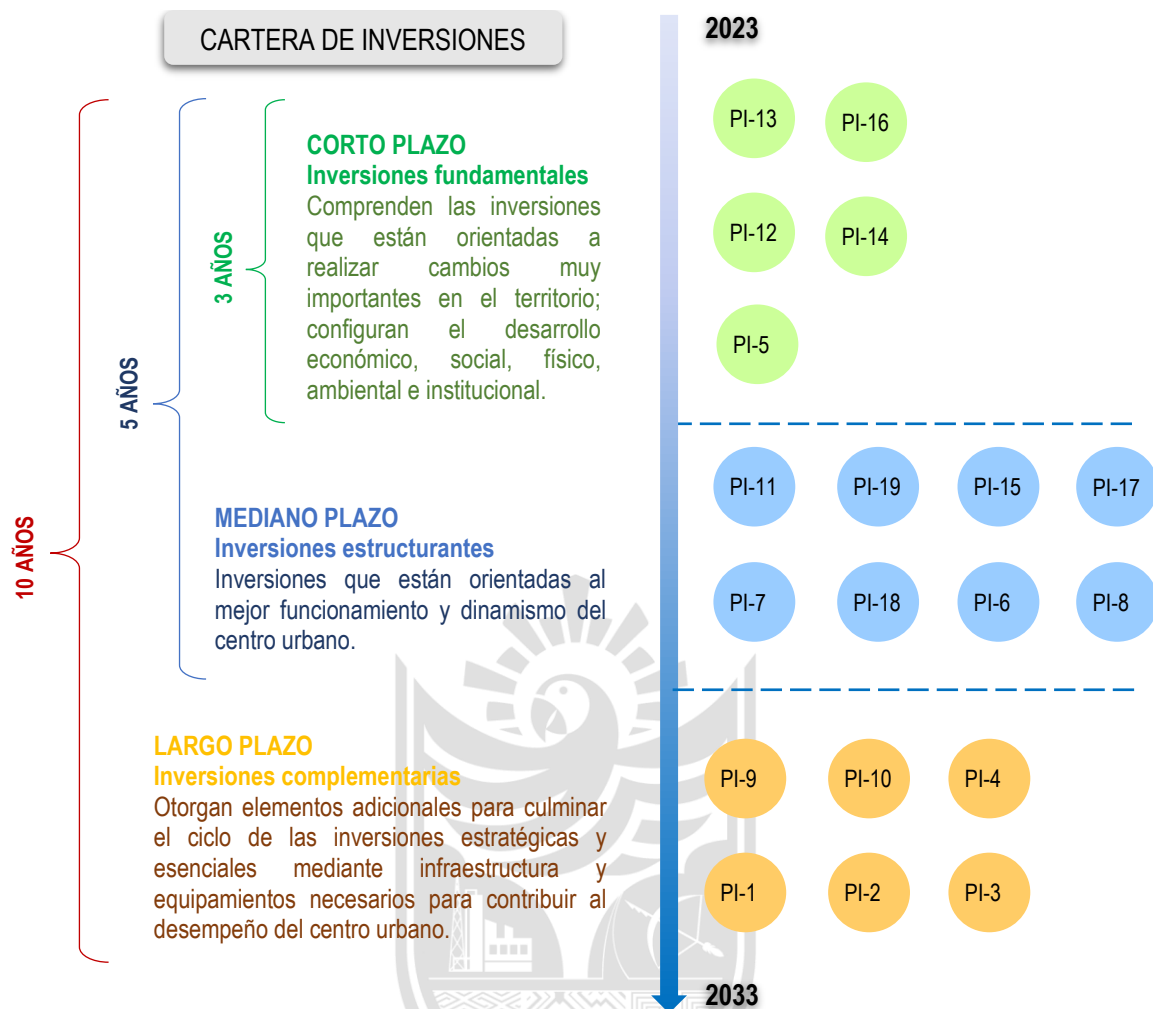 CARTERA DE INVERSIONES
2023
10 AÑOS
5 AÑOS
3 AÑOS
CORTO PLAZO
Inversiones fundamentales
Comprenden las inversiones
que están orientadas a
realizar cambios muy
importantes en el territorio;
configuran el desarrollo
económico, social, físico,
ambiental e institucional.
PI-13 PI-16
PI-12 PI-14
PI-5
MEDIANO PLAZO
Inversiones estructurantes
Inversiones que están orientadas al
mejor funcionamiento y dinamismo del
centro urbano.
PI-11 PI-19 PI-15 PI-17
PI-7 PI-18 PI-6 PI-8
LARGO PLAZO
Inversiones complementarias
Otorgan elementos adicionales para culminar
el ciclo de las inversiones estratégicas y
esenciales mediante infraestructura y
equipamientos necesarios para contribuir al
desempeño del centro urbano.
PI-9 PI-10 PI-4
PI-1 PI-2 PI-3
2033